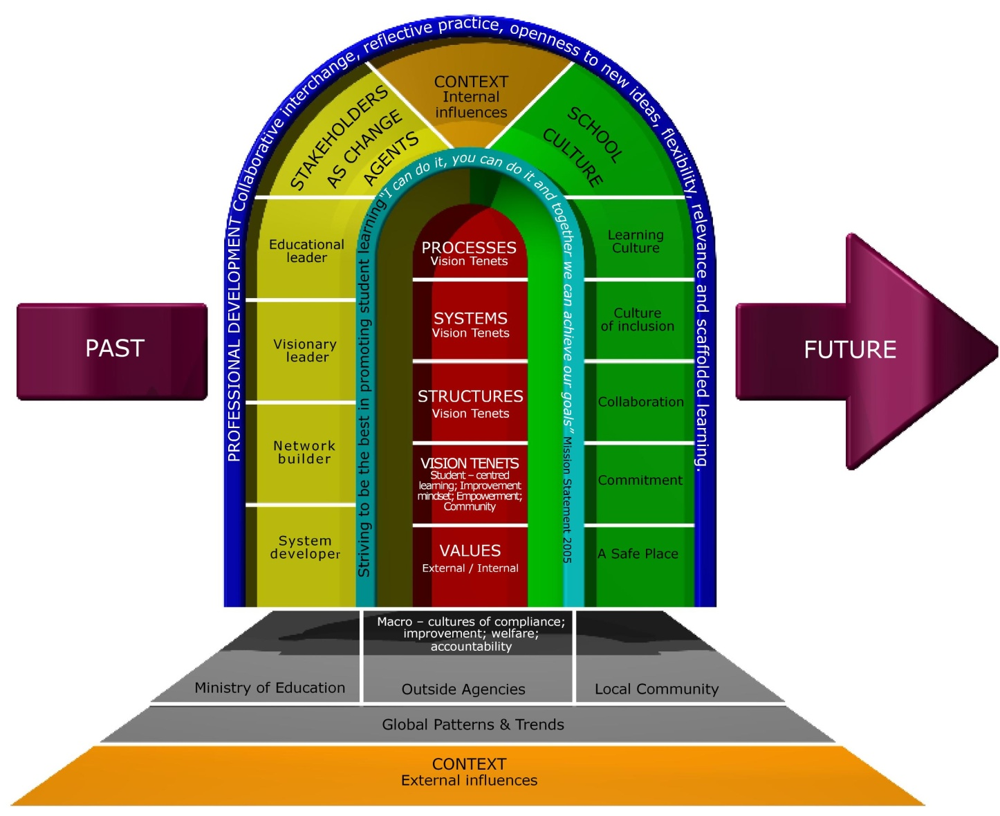 PROFESSIONAL DEVELOPMENT Collaborative interchange, reflective practice, openness to new ideas, flexibility, relevance and scaffolded learning.
CONTEXT
Internal
influences
STAKEHOLDERS
AS CHANGE
AGENTS
SCHOOL
CULTURE
Striving to be the best in promoting student learning "I can do it, you can do it and together we can achieve our goals" Mission Statement 2005
PAST
Educational
leader
Visionary
leader
Network
builder
System
developer
PROCESSES
Vision Tenets
SYSTEMS
Vision Tenets
STRUCTURES
Vision Tenets
VISION TENETS
Student – centred
learning; Improvement
mindset; Empowerment;
Community
VALUES
External / Internal
Learning
Culture
Culture
of inclusion
Collaboration
Commitment
A Safe Place
FUTURE
Macro – cultures of compliance;
improvement; welfare;
accountability
Ministry of Education
Outside Agencies
Local Community
Global Patterns & Trends
CONTEXT
External influences